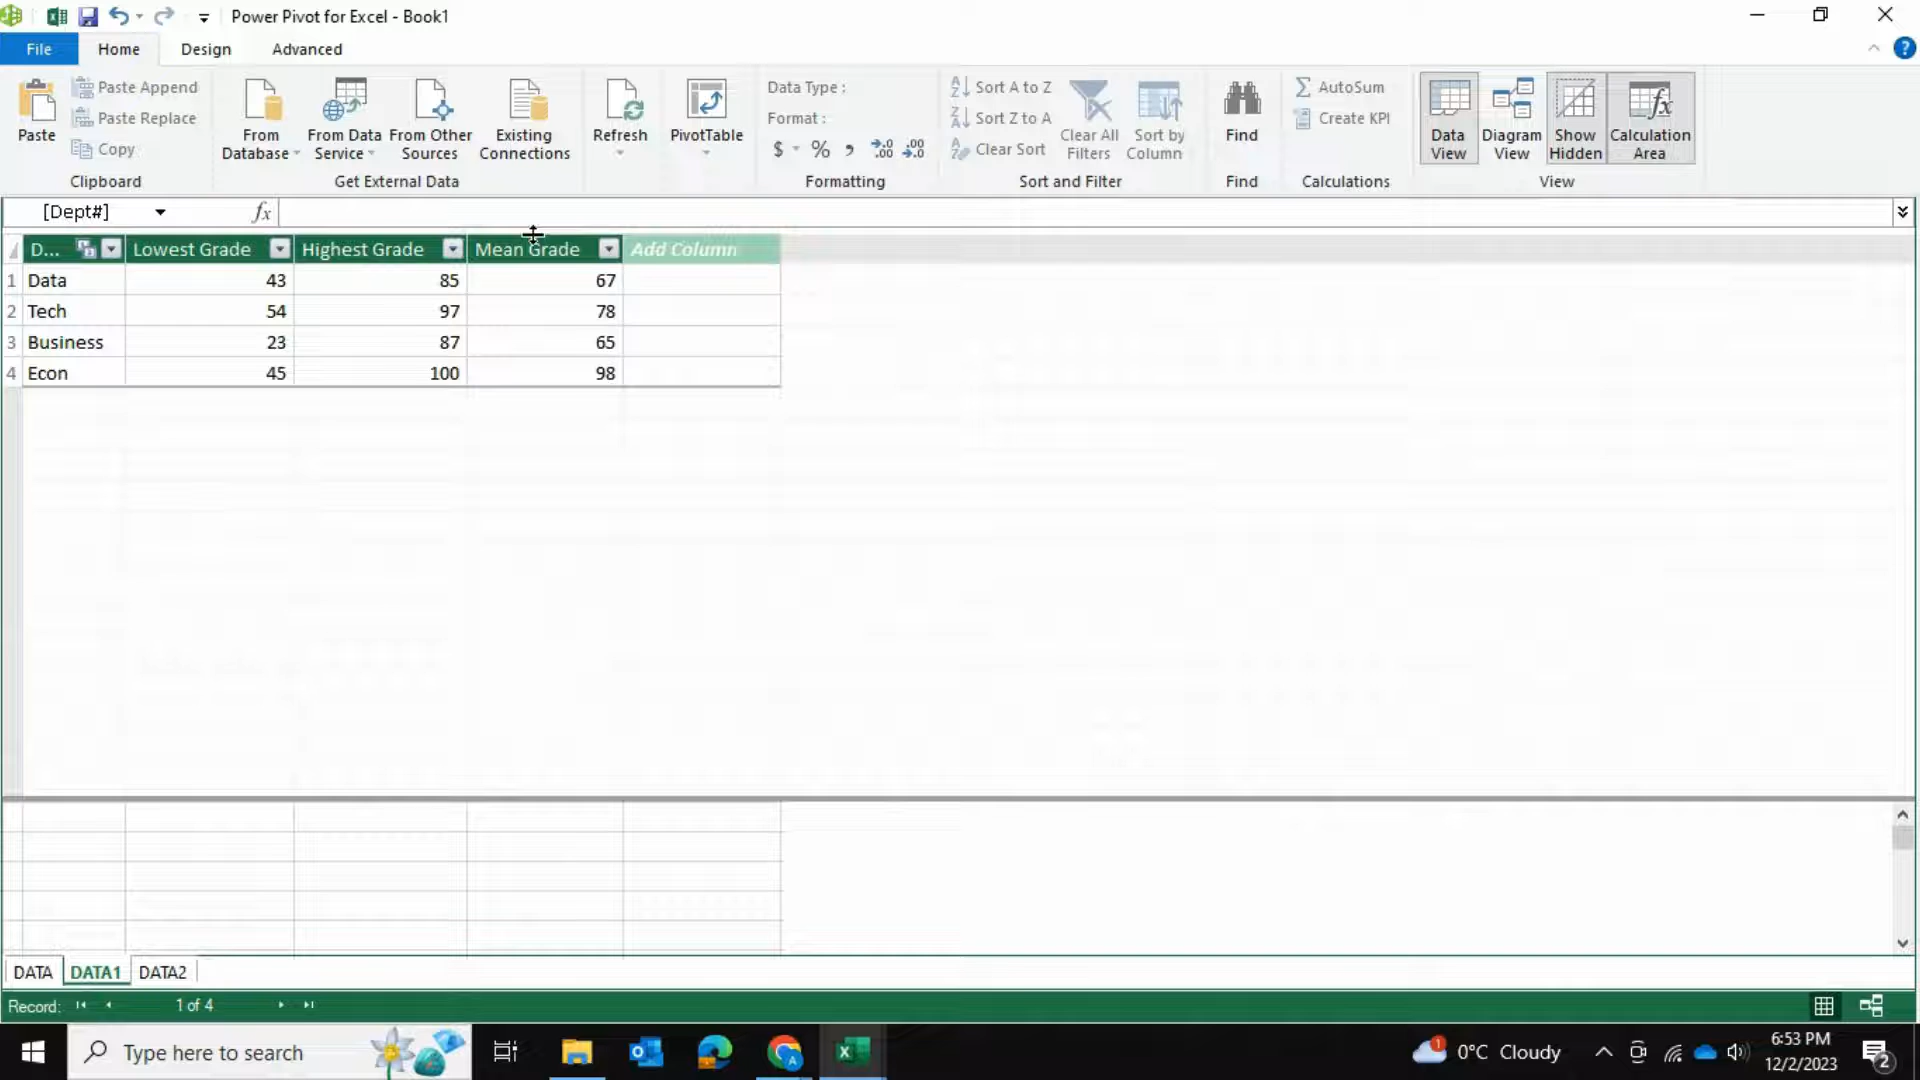 Power Pivot for Excel - Book1
File Home Design Advanced
Paste
Paste Append
Paste Replace
Copy
Clipboard
From Database
From Data Service
From Other Sources
Existing Connections
Get External Data
Refresh
PivotTable
Data Type :
Format :
$ % , .00 .00
Formatting
Sort A to Z
Sort Z to A
Clear Sort
Clear All Filters
Sort by Column
Sort and Filter
Find
Find
AutoSum
Create KPI
Calculations
Data View
Diagram View
Show Hidden
Calculation Area
View
[Dept#] fx
D... Lowest Grade Highest Grade Mean Grade Add Column
1 Data 43 85 67
2 Tech 54 97 78
3 Business 23 87 65
4 Econ 45 100 98
DATA DATA1 DATA2
Record: 1 of 4
Type here to search
1 0°C Cloudy
6:53 PM
12/2/2023
2